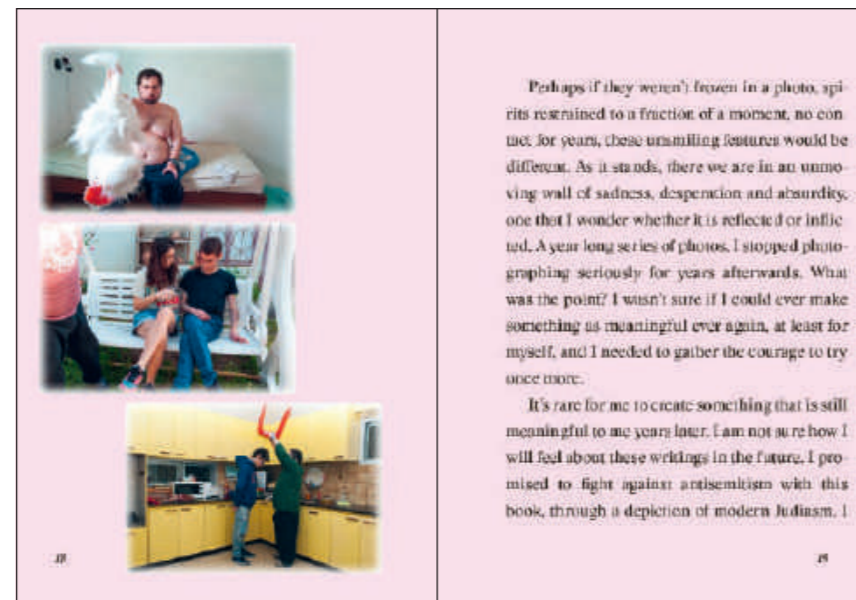 Perhaps if they weren't frozen in a photo, spi-
rits restrained to a fraction of a moment, no con-
tact for years, these unsmiling features would be
different. As it stands, there we are in an unmo-
ving wall of sadness, desperation and absurdity,
one that I wonder whether it is reflected or inflic-
ted. A year long series of photos. I stopped photo-
graphing seriously for years afterwards. What
was the point? I wasn't sure if I could ever make
something as meaningful ever again, at least for
myself, and I needed to gather the courage to try
once more.
It's rare for me to create something that is still
meaningful to me years later. I am not sure how I
will feel about these writings in the future. I pro-
mised to fight against antisemitism with this
book, through a depiction of modern Judiasm. I